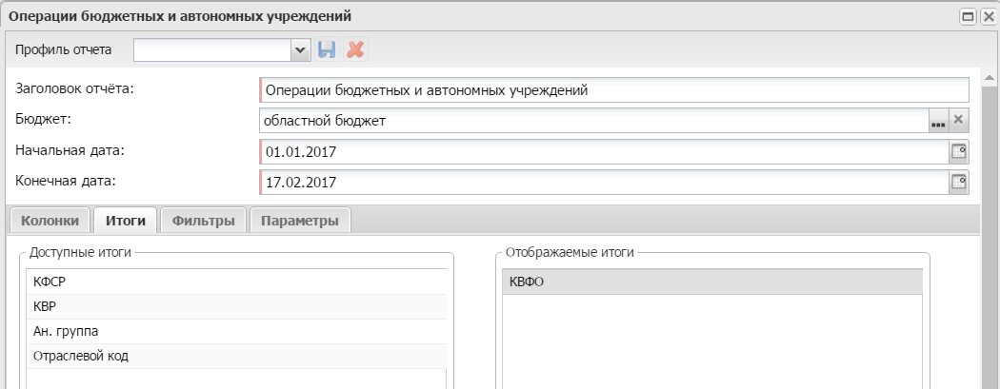 Операции бюджетных и автономных учреждений
Профиль отчета
Заголовок отчёта: Операции бюджетных и автономных учреждений
Бюджет: областной бюджет ...
Начальная дата: 01.01.2017
Конечная дата: 17.02.2017
Колонки Итоги Фильтры Параметры
Доступные итоги Отображаемые итоги
КФСР КВФО
КВР
Ан. группа
Отраслевой код